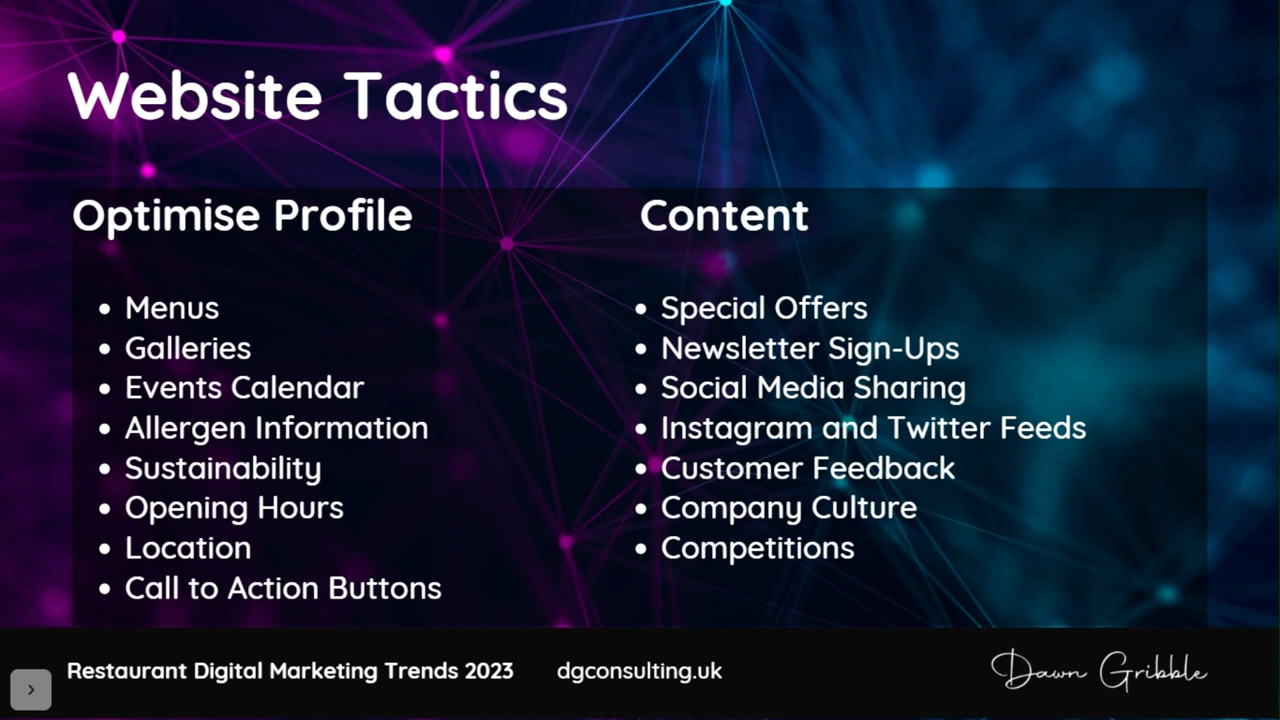 Website Tactics
Optimise Profile
• Menus
• Galleries
• Events Calendar
• Allergen Information
• Sustainability
• Opening Hours
• Location
• Call to Action Buttons
Content
• Special Offers
• Newsletter Sign-Ups
• Social Media Sharing
• Instagram and Twitter Feeds
• Customer Feedback
• Company Culture
• Competitions
Restaurant Digital Marketing Trends 2023
dgconsulting.uk
Dawn Gribble